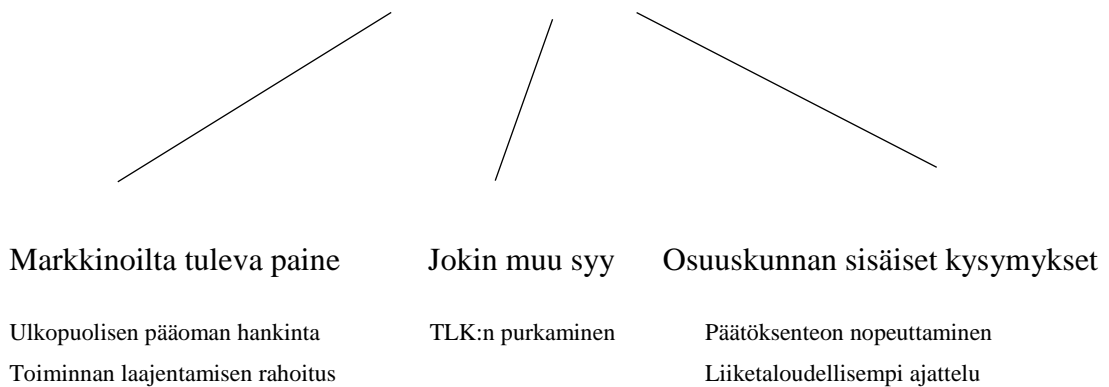 Markkinoilta tuleva paine
Ulkopuolisen pääoman hankinta
Toiminnan laajentamisen rahoitus
Jokin muu syy
TLK:n purkaminen
Osuuskunnan sisäiset kysymykset
Päätöksenteon nopeuttaminen
Liiketaloudellisempi ajattelu